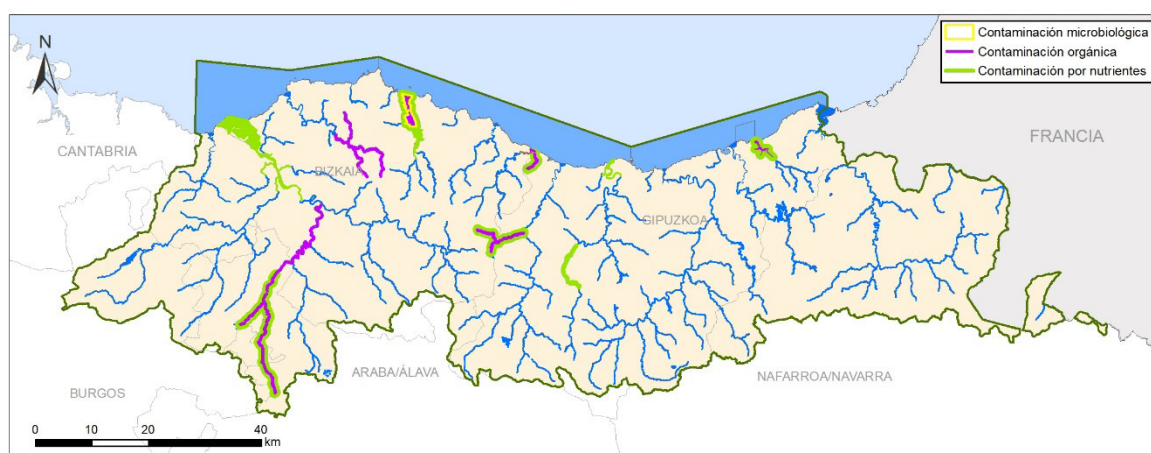 N
Contaminación microbiológica
Contaminación orgánica
Contaminación por nutrientes
FRANCIA
CANTABRIA
BIZKAIA
GIPUZKOA
ARABA/ÁLAVA
NAFARROA/NAVARRA
BURGOS
0 10 20 40
km